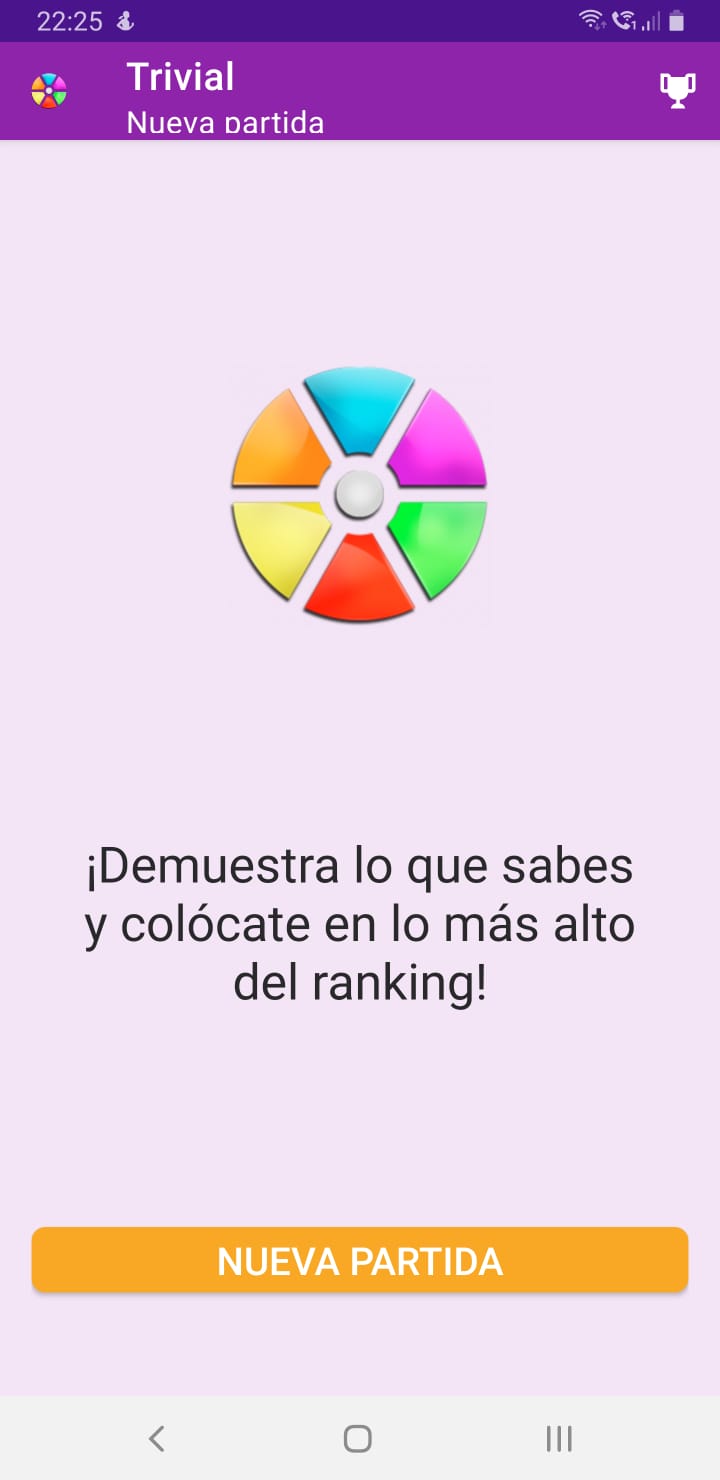 22:25
Trivial
Nueva partida
¡Demuestra lo que sabes
y colócate en lo más alto
del ranking!
NUEVA PARTIDA